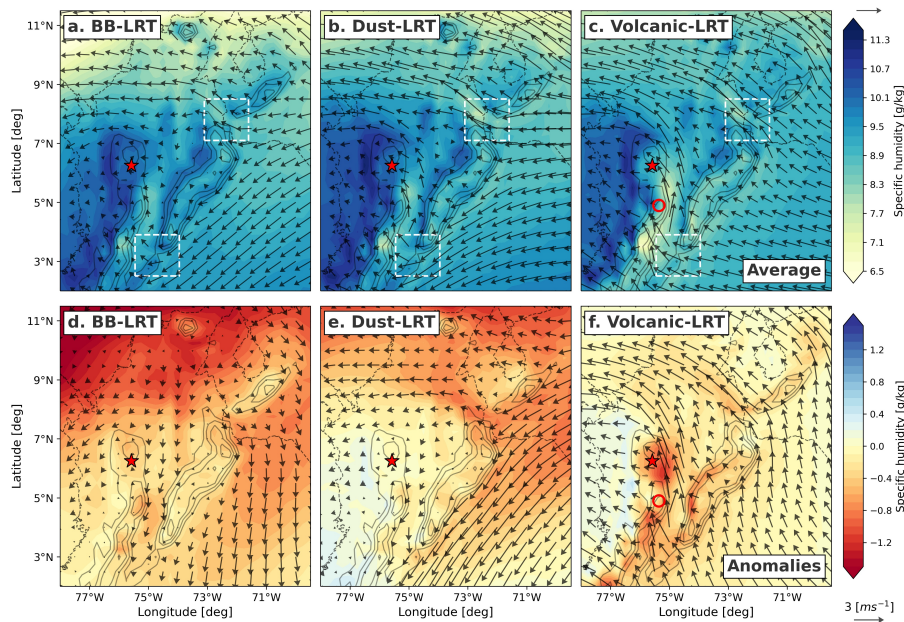 a. BB-LRT
b. Dust-LRT
c. Volcanic-LRT
11°N
9°N
7°N
5°N
3°N
Latitude [deg]
Average
11.3
10.7
10.1
9.5
8.9
8.3
7.7
7.1
6.5
Specific humidity [g/kg]
d. BB-LRT
e. Dust-LRT
f. Volcanic-LRT
11°N
9°N
7°N
5°N
3°N
Latitude [deg]
Anomalies
1.2
0.8
0.4
0.0
−0.4
−0.8
−1.2
Specific humidity [g/kg]
77°W 75°W 73°W 71°W
77°W 75°W 73°W 71°W
77°W 75°W 73°W 71°W
Longitude [deg]
Longitude [deg]
Longitude [deg]
3 [ms⁻¹]